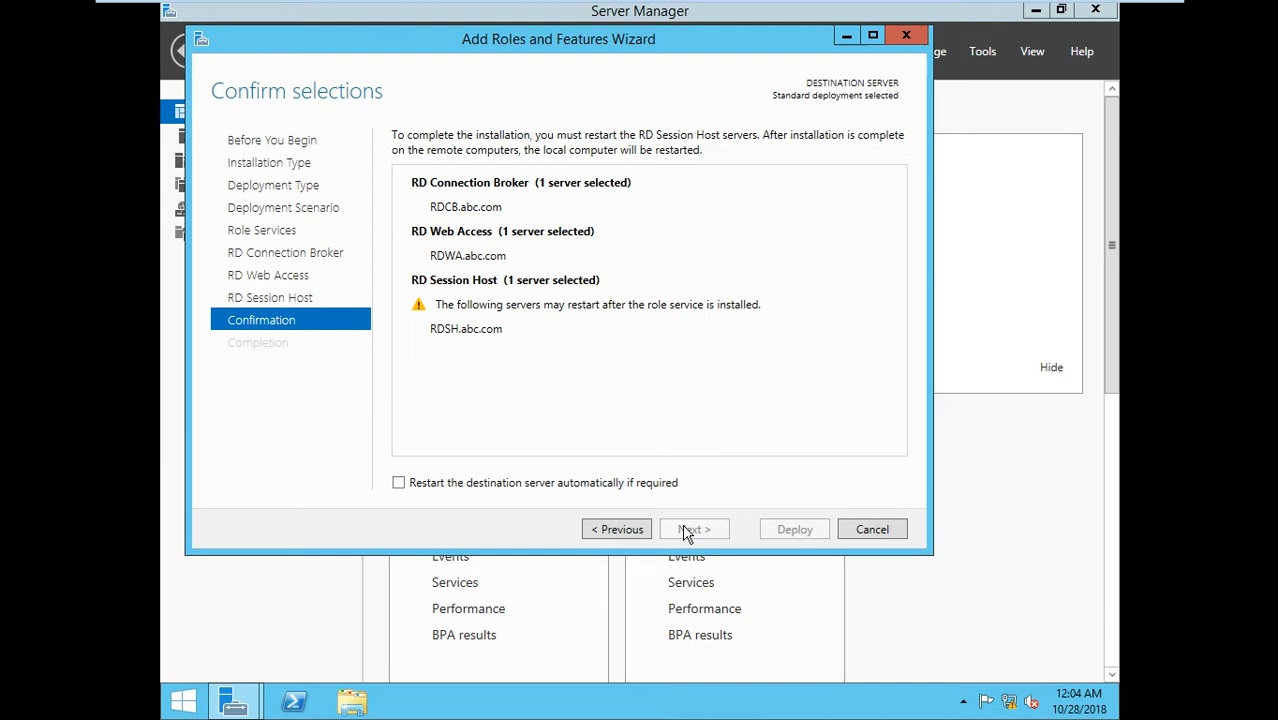 Server Manager
Add Roles and Features Wizard
ge Tools View Help
Confirm selections
DESTINATION SERVER
Standard deployment selected
Before You Begin
Installation Type
Deployment Type
Deployment Scenario
Role Services
RD Connection Broker
RD Web Access
RD Session Host
Confirmation
Completion
To complete the installation, you must restart the RD Session Host servers. After installation is complete
on the remote computers, the local computer will be restarted.
RD Connection Broker (1 server selected)
RDCB.abc.com
RD Web Access (1 server selected)
RDWA.abc.com
RD Session Host (1 server selected)
The following servers may restart after the role service is installed.
RDSH.abc.com
Hide
Restart the destination server automatically if required
< Previous Next > Deploy Cancel
Events Events
Services Services
Performance Performance
BPA results BPA results
12:04 AM
10/28/2018